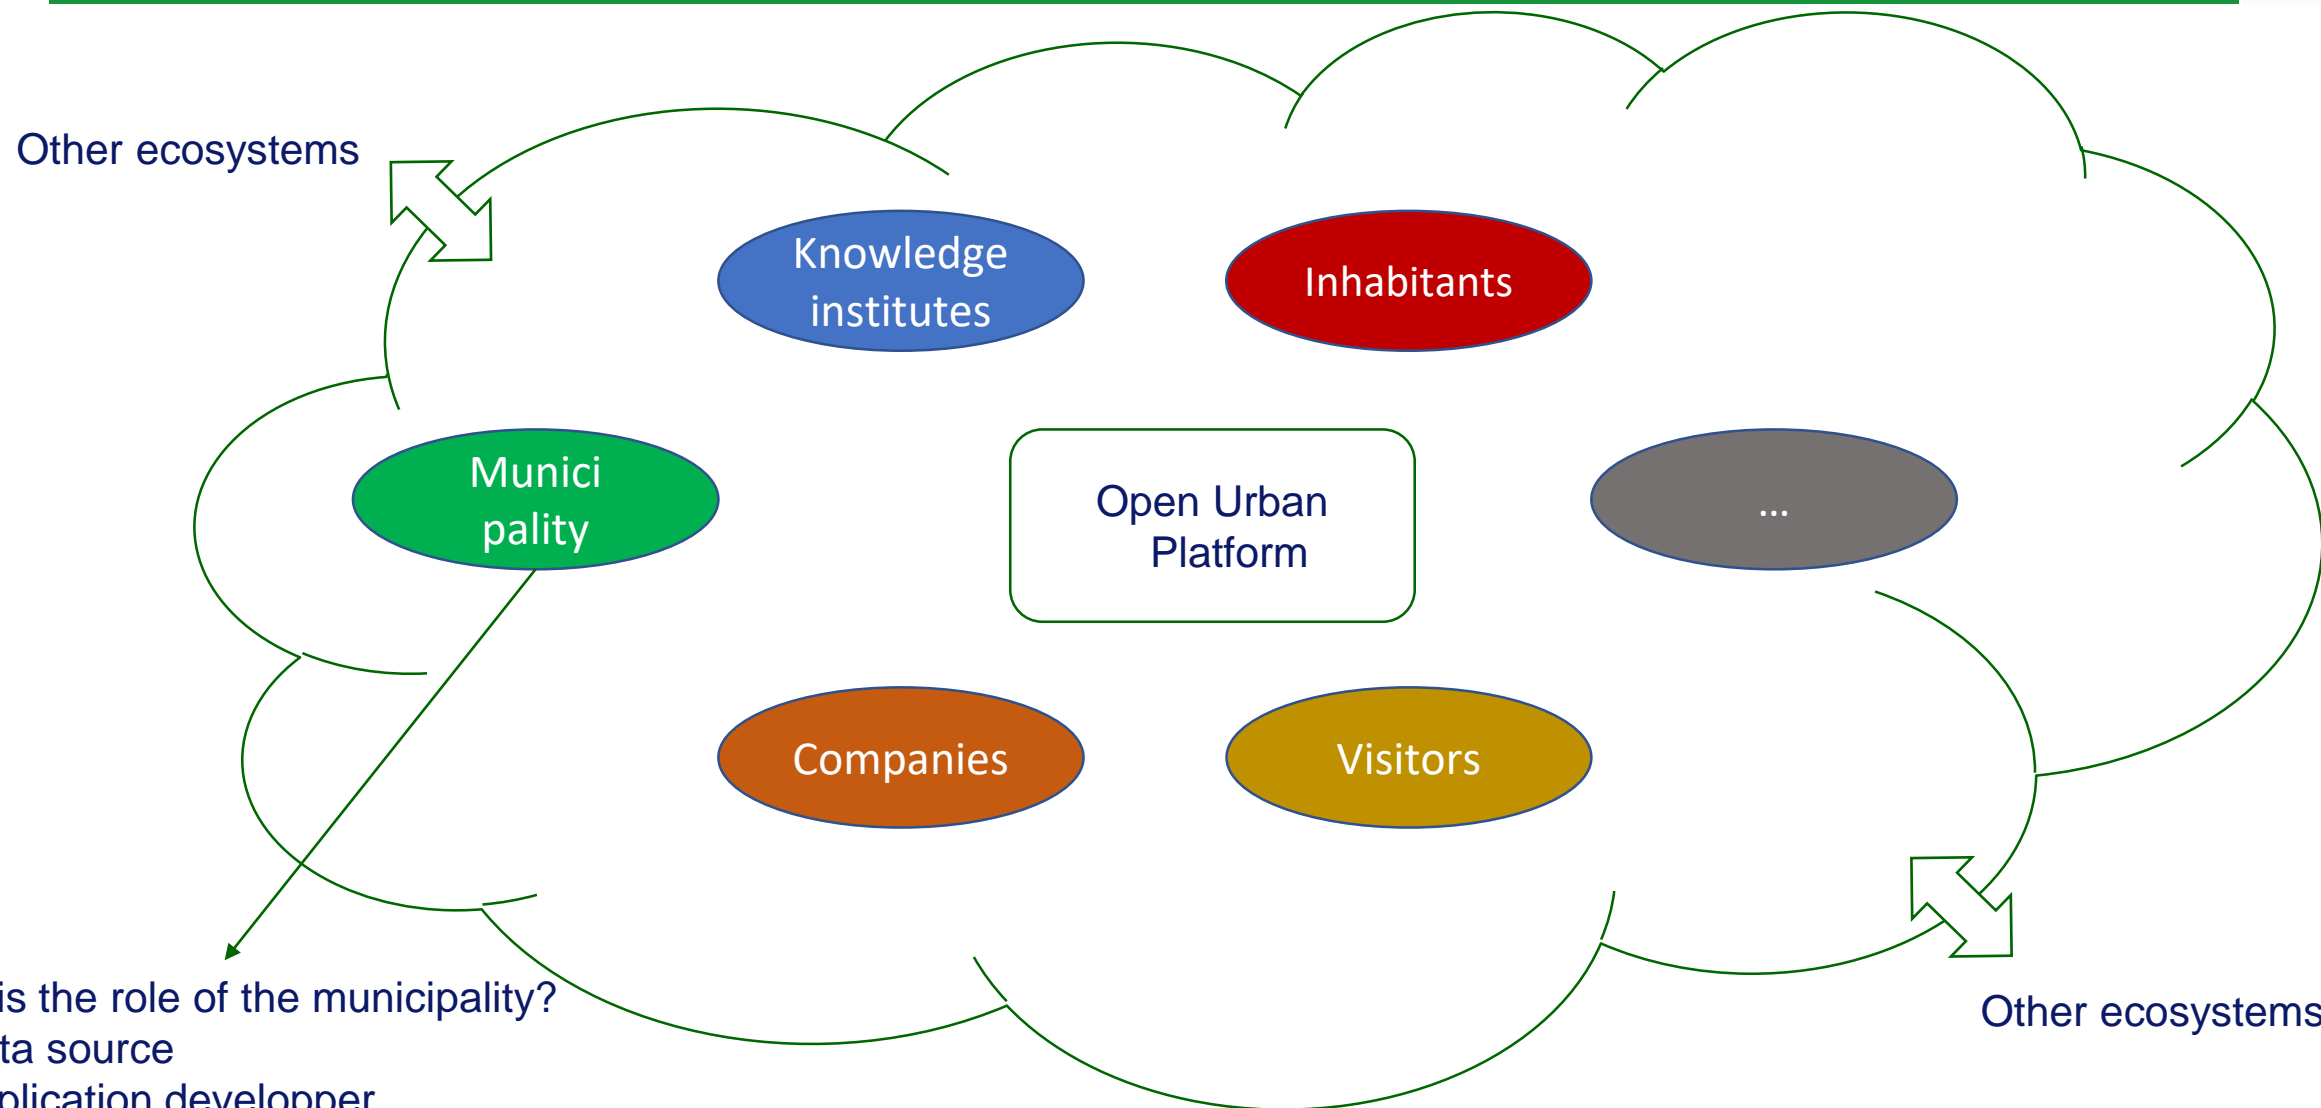 Other ecosystems
Knowledge
institutes
Inhabitants
Munici
pality
Open Urban
Platform
...
Companies
Visitors
is the role of the municipality?
ta source
plication developper
Other ecosystems